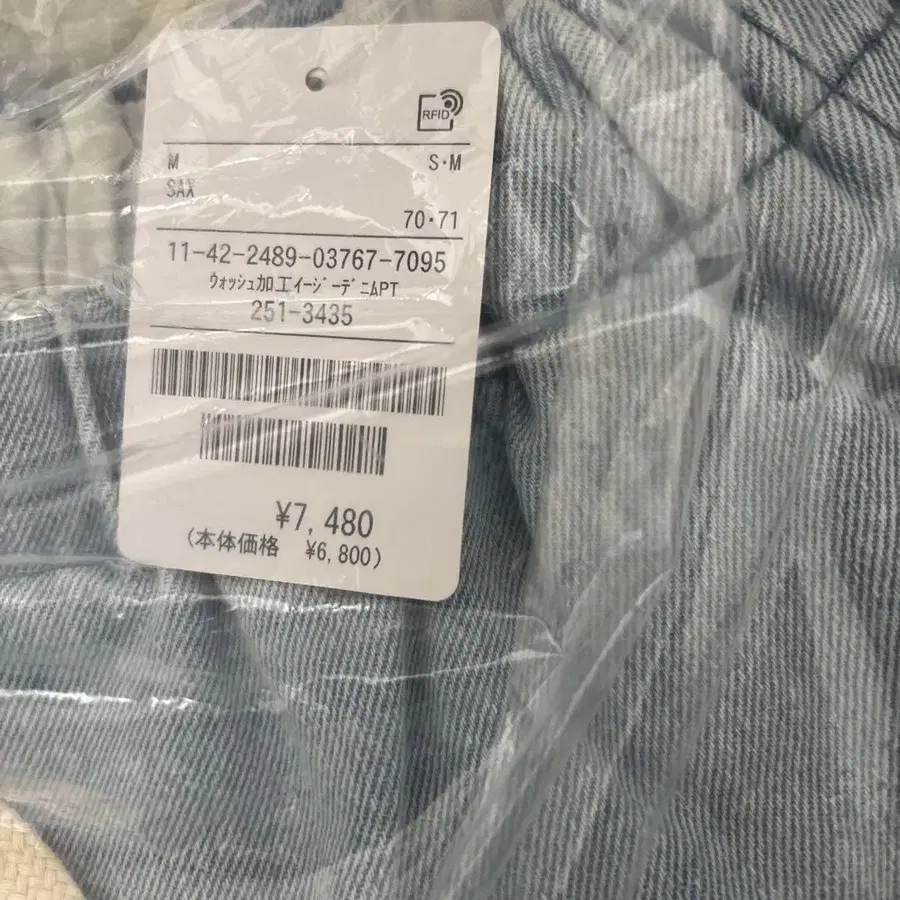 RFID
M S・M
SAX
70・71
11-42-2489-03767-7095
ｳｫｯｼｭ加工ｲｰｼﾞｰﾃﾞﾆﾑPT
251-3435
¥7,480
(本体価格 ¥6,800)